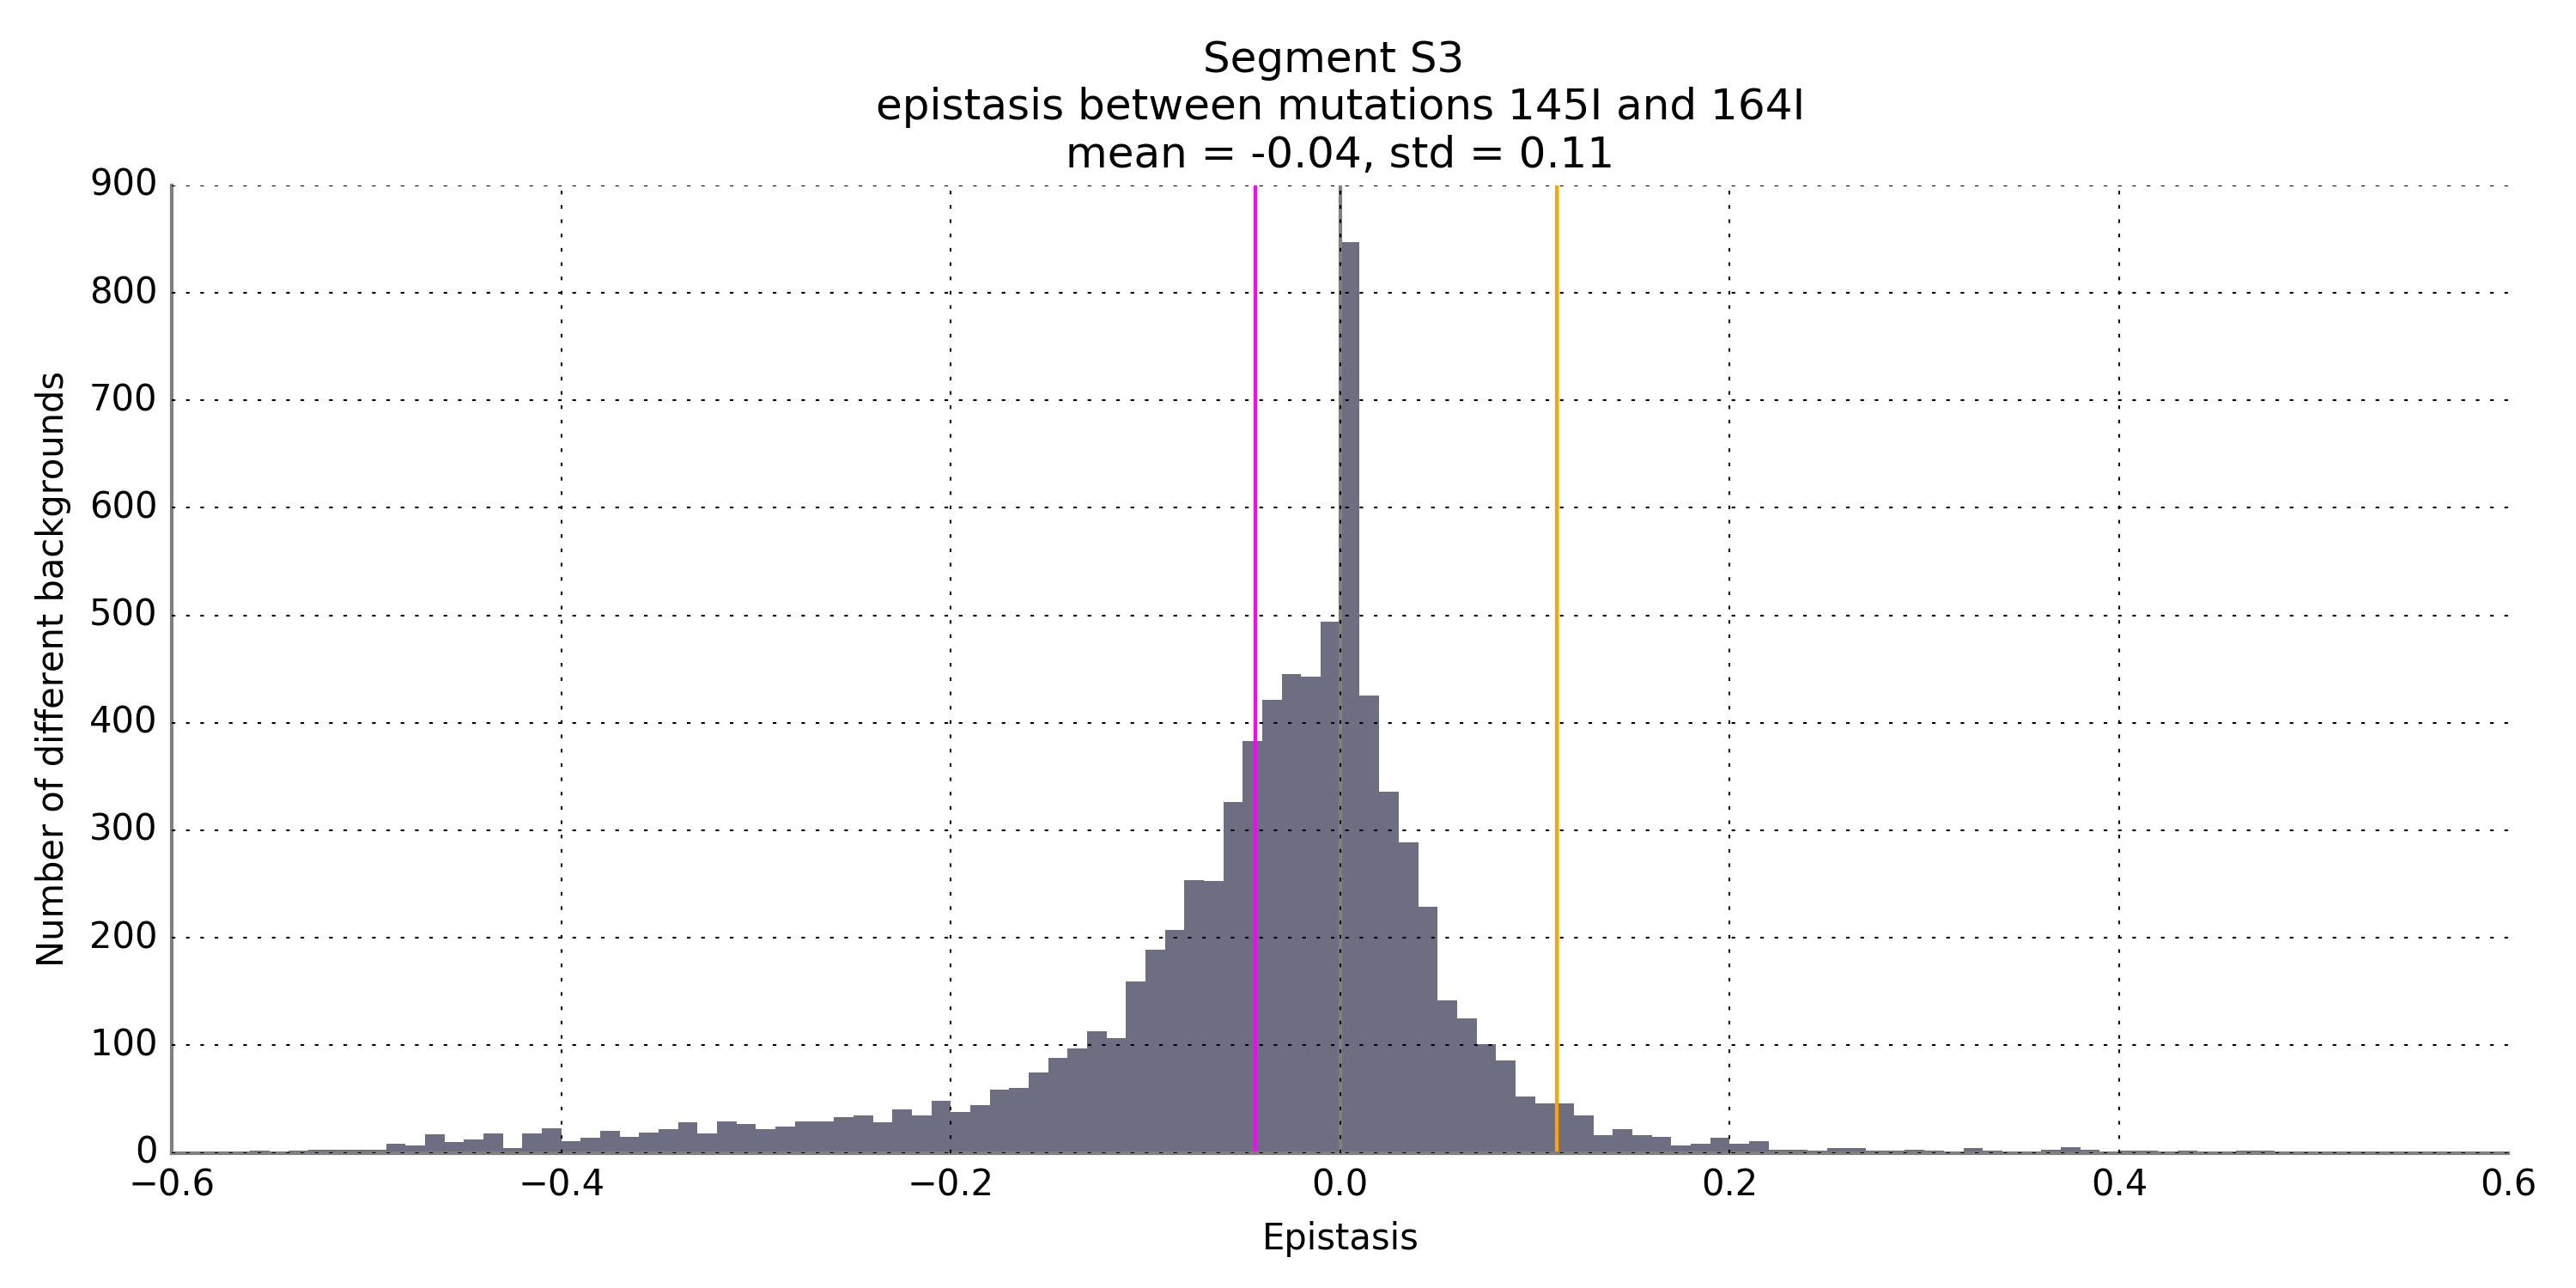 Segment S3
epistasis between mutations 145I and 164I
mean = -0.04, std = 0.11
900
800
700
600
500
400
300
200
100
0
Number of different backgrounds
−0.6 −0.4 −0.2 0.0 0.2 0.4 0.6
Epistasis